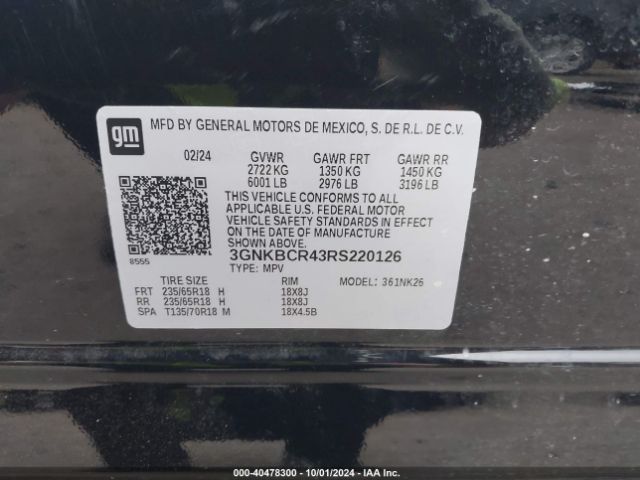 gm
MFD BY GENERAL MOTORS DE MEXICO, S. DE R.L. DE C.V.
02/24 GVWR GAWR FRT GAWR RR
2722 KG 1350 KG 1450 KG
6001 LB 2976 LB 3196 LB
THIS VEHICLE CONFORMS TO ALL
APPLICABLE U.S. FEDERAL MOTOR
VEHICLE SAFETY STANDARDS IN EFFECT
ON THE DATE OF MANUFACTURE
SHOWN ABOVE.
3GNKBCR43RS220126
8555 TYPE: MPV
TIRE SIZE RIM MODEL: 361NK26
FRT 235/65R18 H 18X8J
RR 235/65R18 H 18X8J
SPA T135/70R18 M 18X4.5B
000-40478300 - 10/01/2024 - IAA Inc.